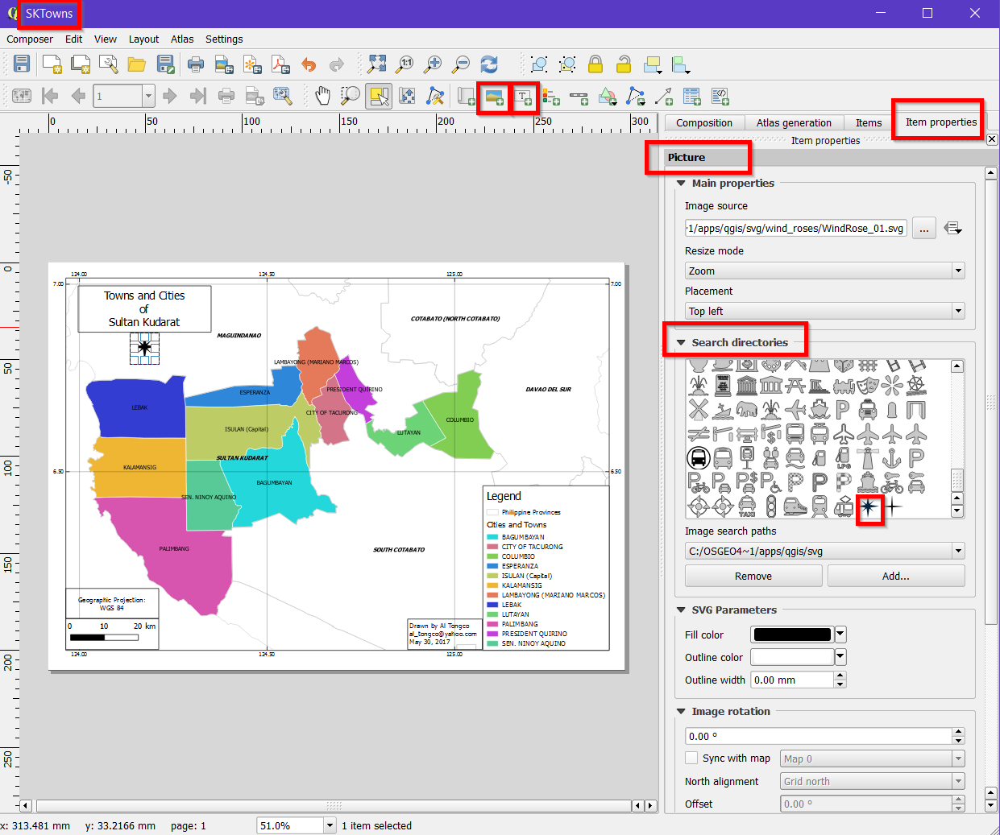 SKTowns
Composer Edit View Layout Atlas Settings
1:1
1
T
0 50 100 150 200 250 300
Composition Atlas generation Items Item properties
Item properties
Picture
Main properties
Image source
1/apps/qgis/svg/wind_roses/WindRose_01.svg ...
Resize mode
Zoom
Placement
Top left
Search directories
Image search paths
C:/OSGEO4~1/apps/qgis/svg
Remove Add...
SVG Parameters
Fill color
Outline color
Outline width 0.00 mm
Image rotation
0.00 °
Sync with map Map 0
North alignment Grid north
Offset 0.00 °
-50
0
50
100
150
200
250
124.00 124.50 125.00
7.00 7.00
Towns and Cities
of
Sultan Kudarat
MAGUINDANAO
COTABATO (NORTH COTABATO)
LAMBAYONG (MARIANO MARCOS)
ESPERANZA
PRESIDENT QUIRINO
DAVAO DEL SUR
LEBAK
CITY OF TACURONG
COLUMBIO
ISULAN (Capital)
LUTAYAN
SULTAN KUDARAT
KALAMANSIG
6.50 6.50
BAGUMBAYAN
SEN. NINOY AQUINO
PALIMBANG
SOUTH COTABATO
Legend
Philippine Provinces
Cities and Towns
BAGUMBAYAN
CITY OF TACURONG
COLUMBIO
ESPERANZA
ISULAN (Capital)
KALAMANSIG
LAMBAYONG (MARIANO MARCOS)
LEBAK
LUTAYAN
PALIMBANG
PRESIDENT QUIRINO
SEN. NINOY AQUINO
Geographic Projection:
WGS 84
0 10 20 km
Drawn by Al Tongco
al_tongco@yahoo.com
May 30, 2017
124.00 124.50 125.00
x: 313.481 mm y: 33.2166 mm page: 1 51.0% 1 item selected